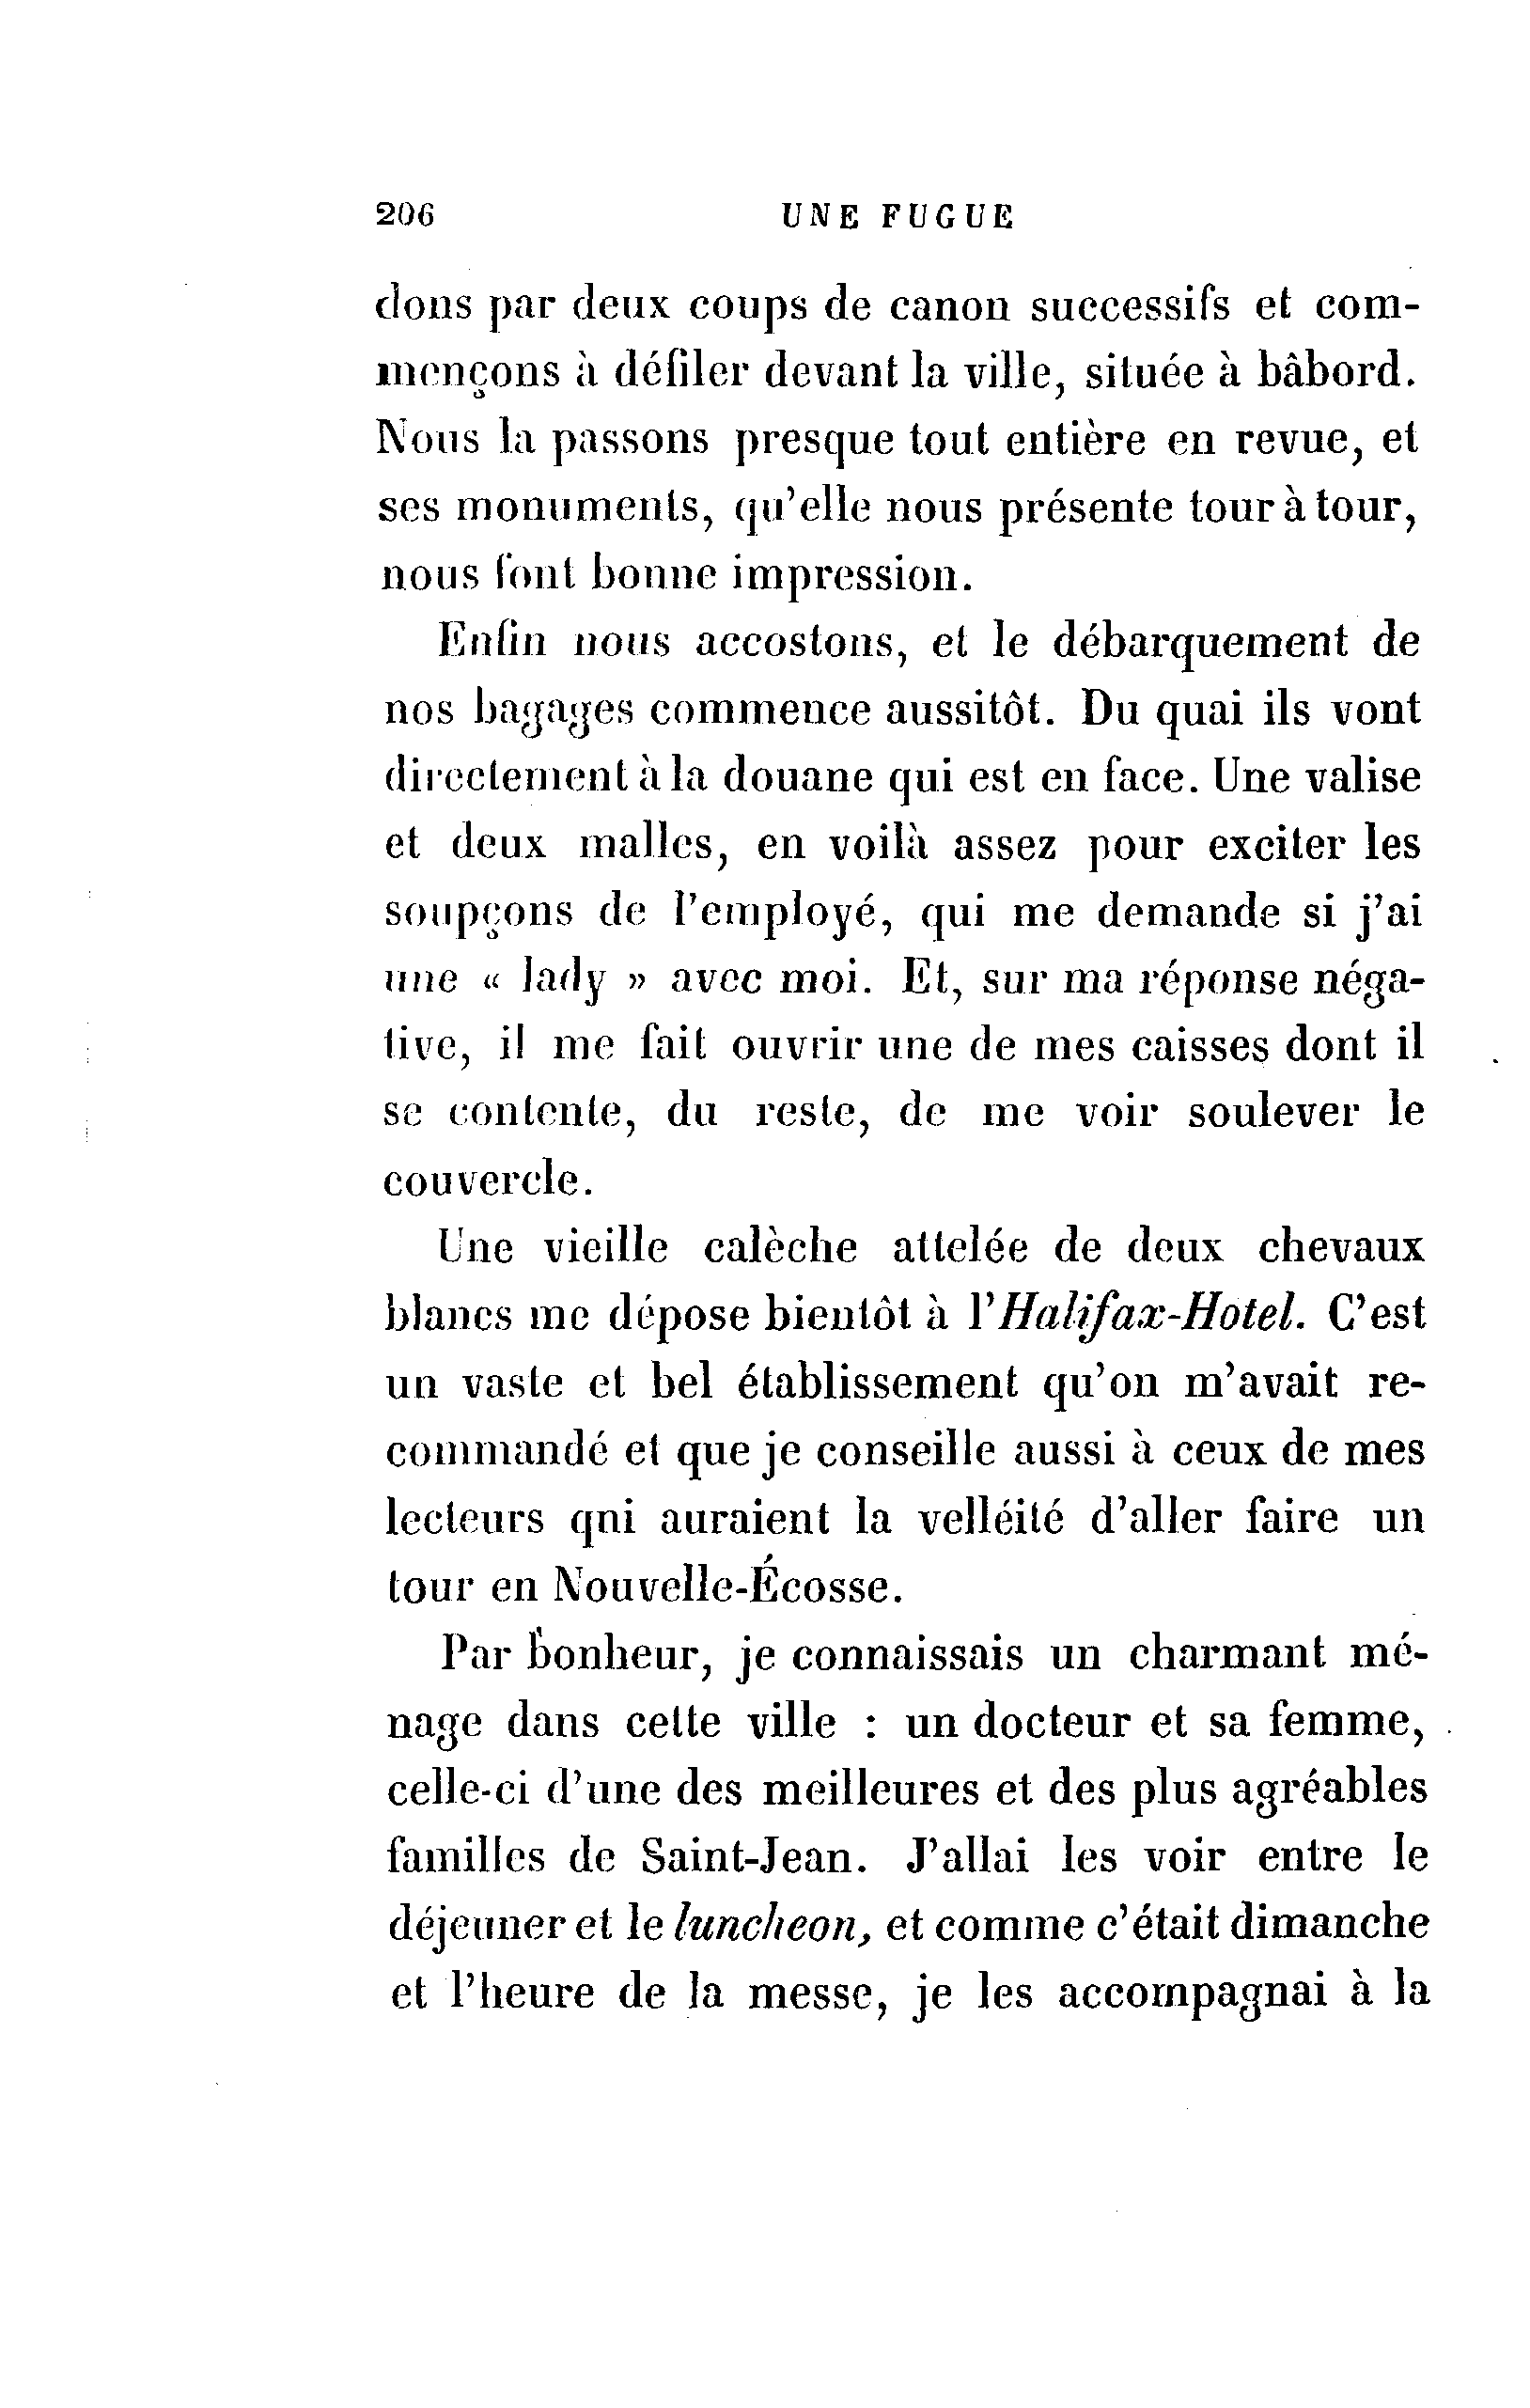 206 UNE FUGUE
dons par deux coups de canon successifs et com-
mençons à défiler devant la ville, située à bâbord.
Nous la passons presque tout entière en revue, et
ses monuments, qu'elle nous présente tour à tour,
nous font bonne impression.
Enfin nous accostons, et le débarquement de
nos bagages commence aussitôt. Du quai ils vont
directement à la douane qui est en face. Une valise
et deux malles, en voilà assez pour exciter les
soupçons de l'employé, qui me demande si j'ai
une « lady » avec moi. Et, sur ma réponse néga-
tive, il me fait ouvrir une de mes caisses dont il
se contente, du reste, de me voir soulever le
couvercle.
Une vieille calèche attelée de deux chevaux
blancs me dépose bientôt à l'Halifax-Hotel. C'est
un vaste et bel établissement qu'on m'avait re-
commandé et que je conseille aussi à ceux de mes
lecteurs qni auraient la velléité d'aller faire un
tour en Nouvelle-Écosse.
Par bonheur, je connaissais un charmant mé-
nage dans cette ville : un docteur et sa femme,
celle-ci d'une des meilleures et des plus agréables
familles de Saint-Jean. J'allai les voir entre le
déjeuner et le luncheon, et comme c'était dimanche
et l'heure de la messe, je les accompagnai à la